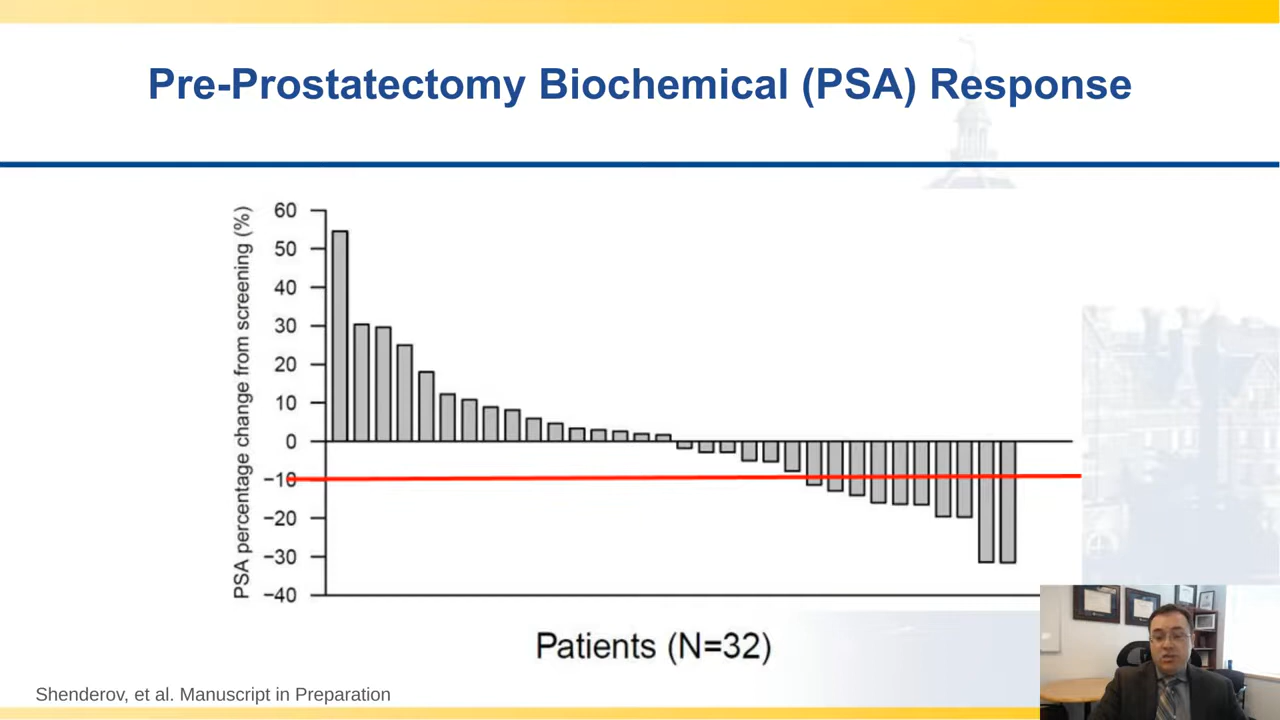 Pre-Prostatectomy Biochemical (PSA) Response
PSA percentage change from screening (%)
60
50
40
30
20
10
0
−10
−20
−30
−40
Patients (N=32)
Shenderov, et al. Manuscript in Preparation